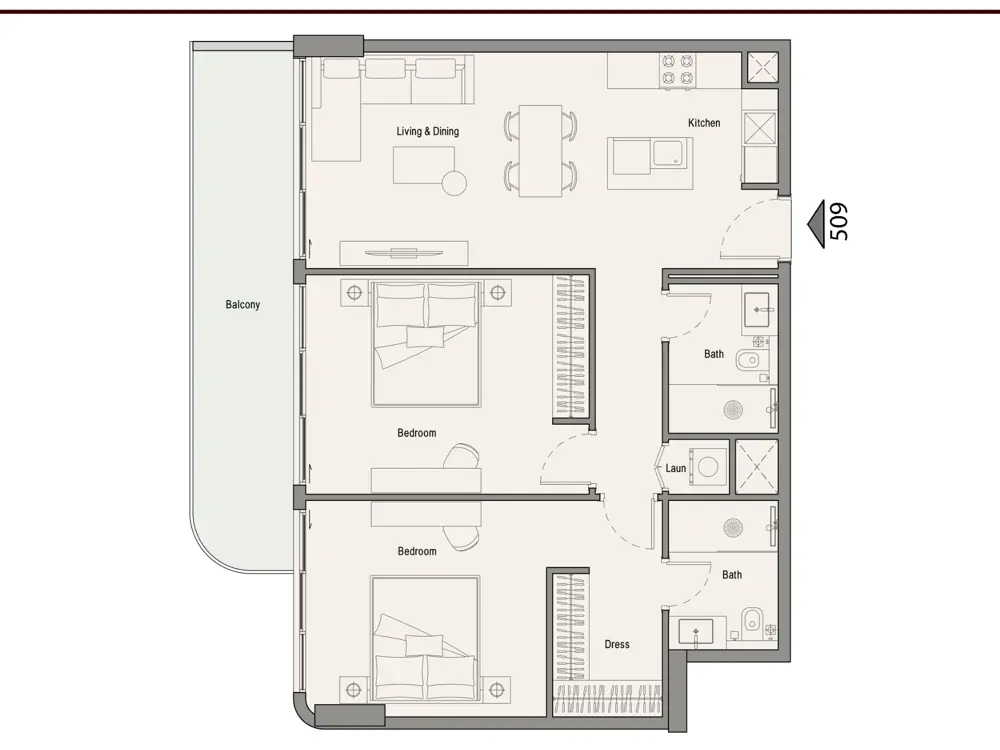 Living & Dining
Kitchen
509
Balcony
Bath
Bedroom
Laun
Bedroom
Bath
Dress